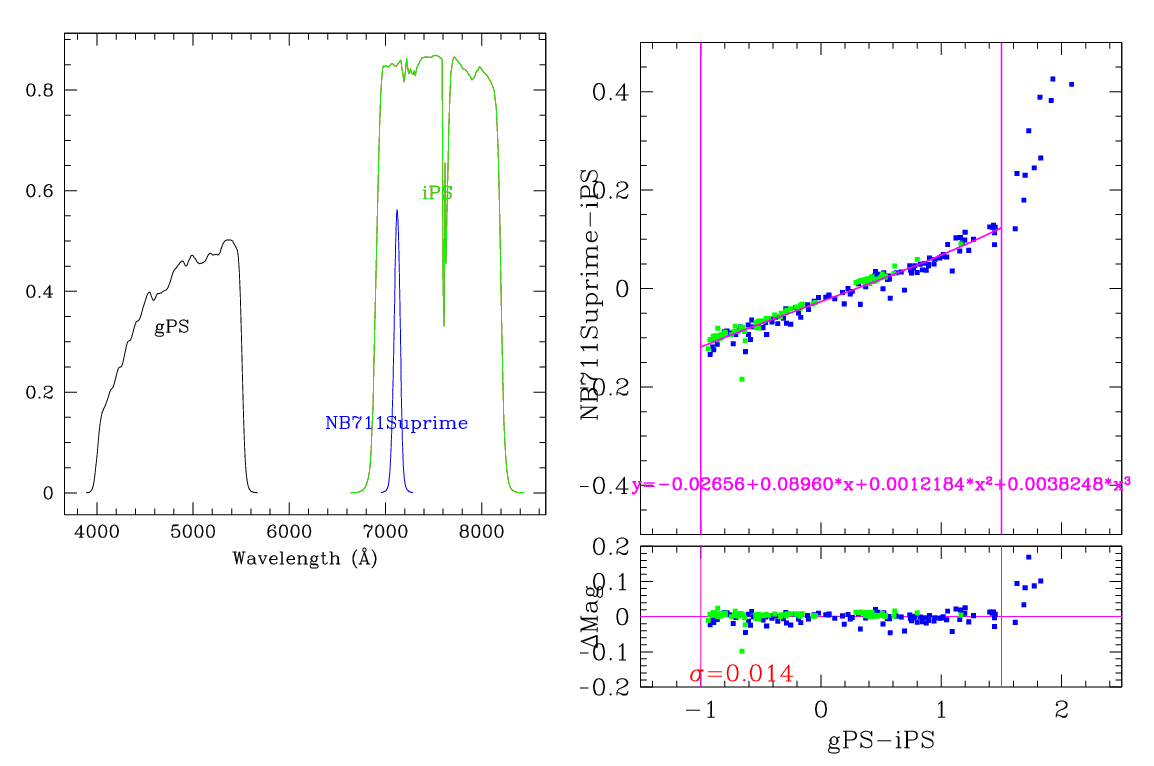 0.8
0.6
0.4
0.2
0
iPS
gPS
NB711Suprime
4000 5000 6000 7000 8000
Wavelength (Å)
NB711Suprime−iPS
0.4
0.2
0
−0.2
−0.4
y=−0.02656+0.08960*x+0.0012184*x²+0.0038248*x³
ΔMag
0.2
0.1
0
−0.1
−0.2
σ=0.014
−1 0 1 2
gPS−iPS